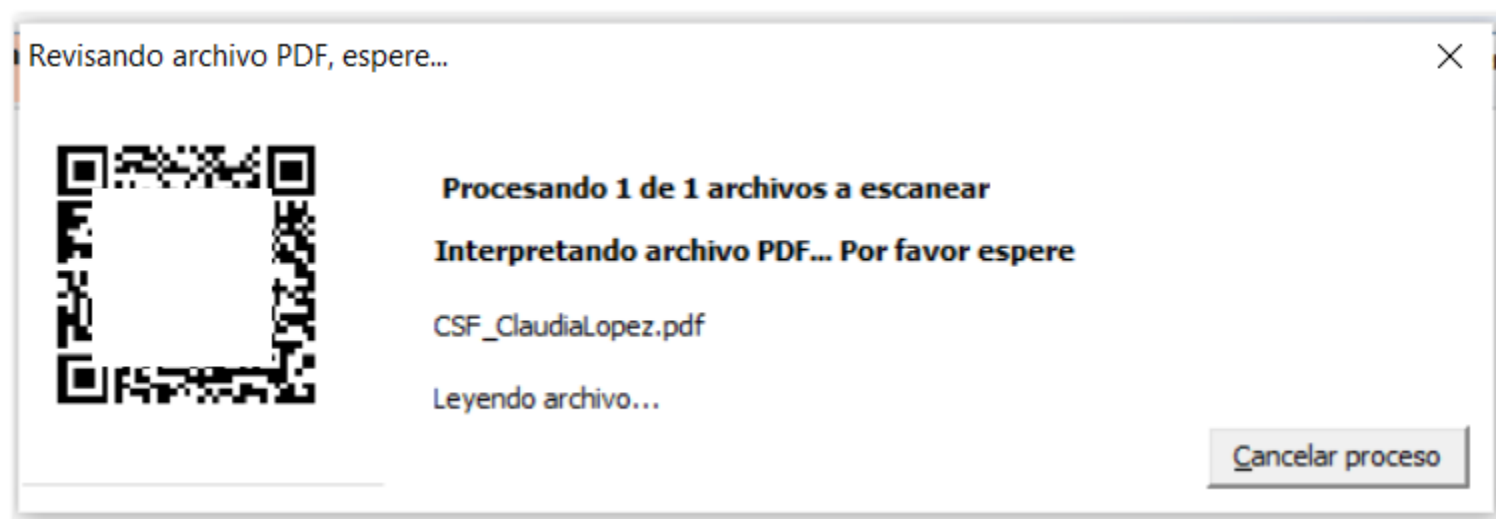 Revisando archivo PDF, espere...
Procesando 1 de 1 archivos a escanear
Interpretando archivo PDF... Por favor espere
CSF_ClaudiaLopez.pdf
Leyendo archivo...
Cancelar proceso